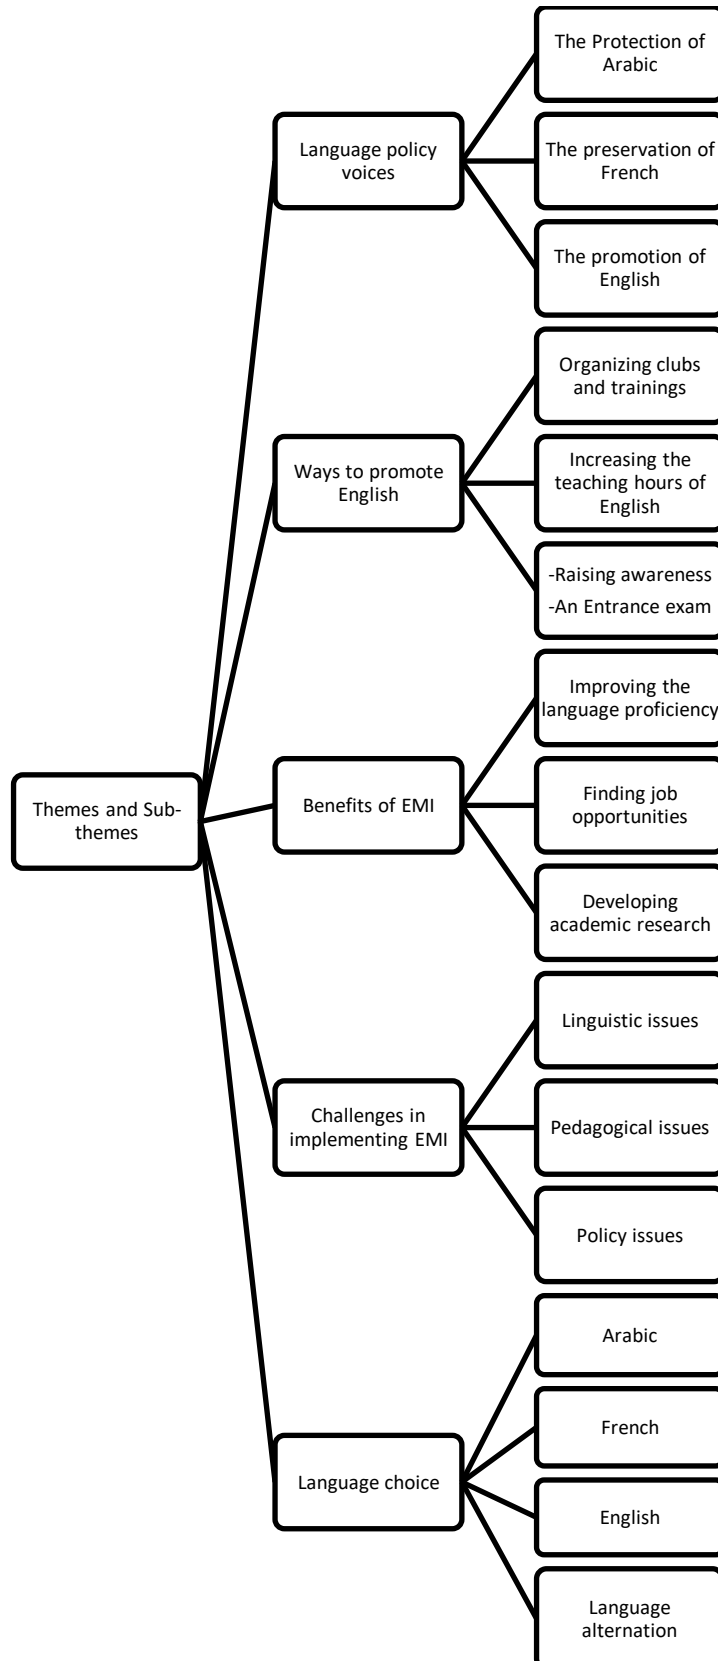 Themes and Sub-
themes
Language policy
voices
The Protection of
Arabic
The preservation of
French
The promotion of
English
Ways to promote
English
Organizing clubs
and trainings
Increasing the
teaching hours of
English
-Raising awareness
-An Entrance exam
Benefits of EMI
Improving the
language proficiency
Finding job
opportunities
Developing
academic research
Challenges in
implementing EMI
Linguistic issues
Pedagogical issues
Policy issues
Language choice
Arabic
French
English
Language
alternation